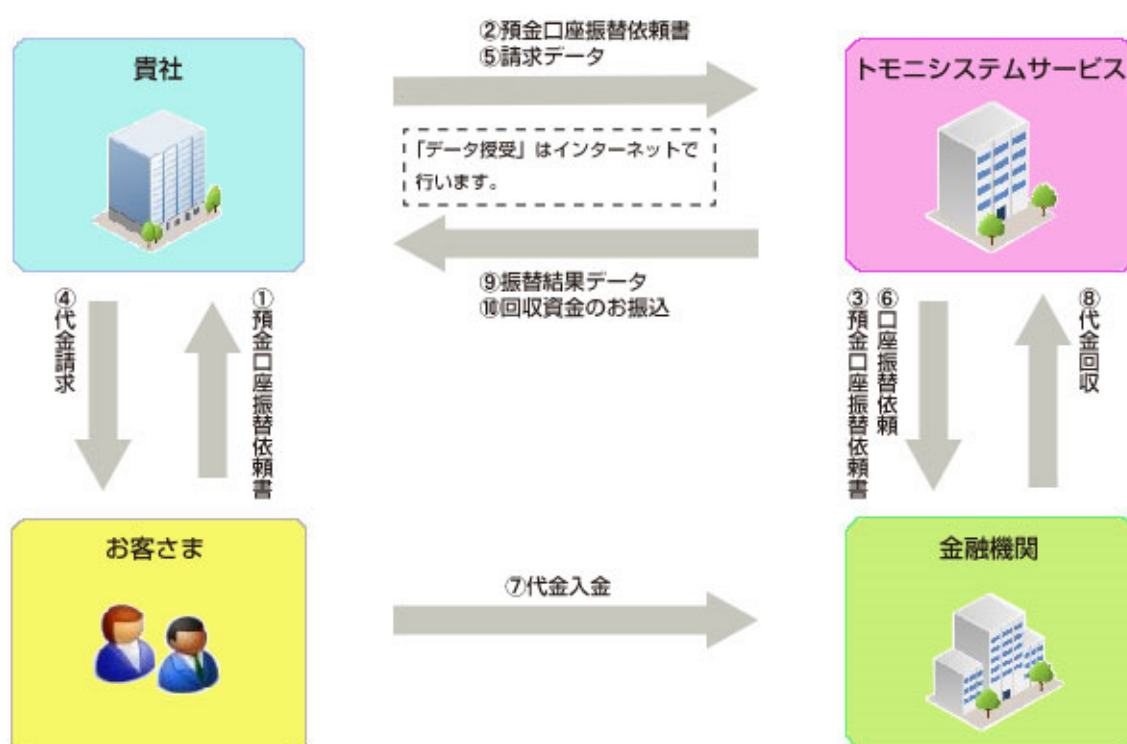 ②預金口座振替依頼書
⑤請求データ
貴社
トモニシステムサービス
「データ授受」はインターネットで
行います。
⑨振替結果データ
⑩回収資金のお振込
④代金請求
①預金口座振替依頼書
③預金口座振替依頼書
⑥口座振替依頼
⑧代金回収
お客さま
⑦代金入金
金融機関